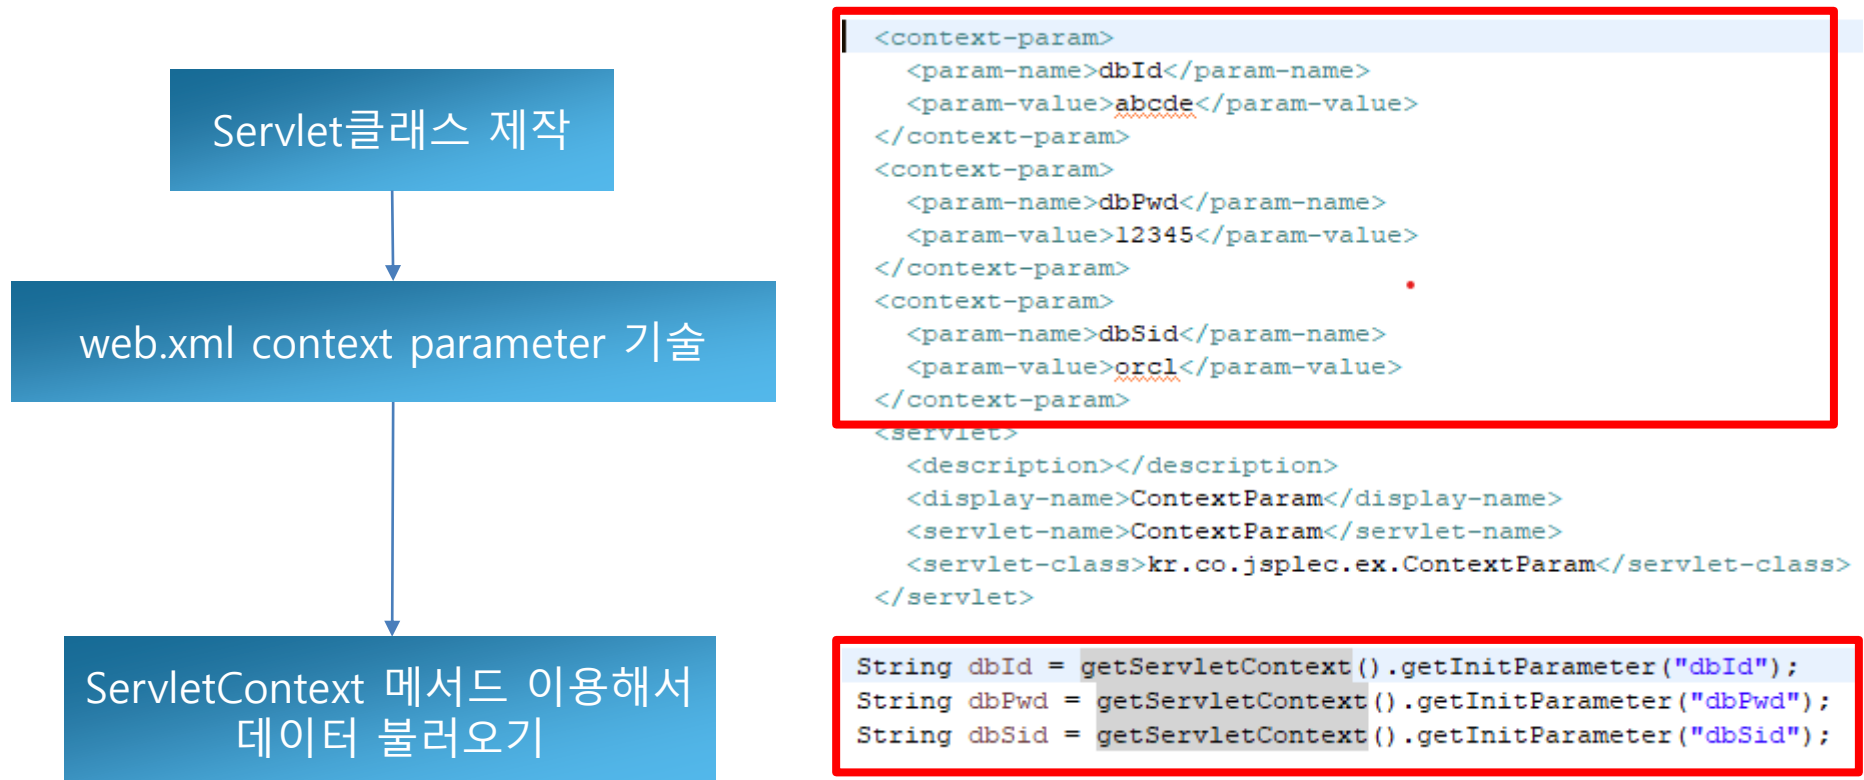 Servlet클래스 제작
web.xml context parameter 기술
ServletContext 메서드 이용해서
데이터 불러오기
<context-param>
<param-name>dbId</param-name>
<param-value>abcde</param-value>
</context-param>
<context-param>
<param-name>dbPwd</param-name>
<param-value>12345</param-value>
</context-param>
<context-param>
<param-name>dbSid</param-name>
<param-value>orcl</param-value>
</context-param>
<servlet>
<description></description>
<display-name>ContextParam</display-name>
<servlet-name>ContextParam</servlet-name>
<servlet-class>kr.co.jsplec.ex.ContextParam</servlet-class>
</servlet>
String dbId = getServletContext().getInitParameter("dbId");
String dbPwd = getServletContext().getInitParameter("dbPwd");
String dbSid = getServletContext().getInitParameter("dbSid");